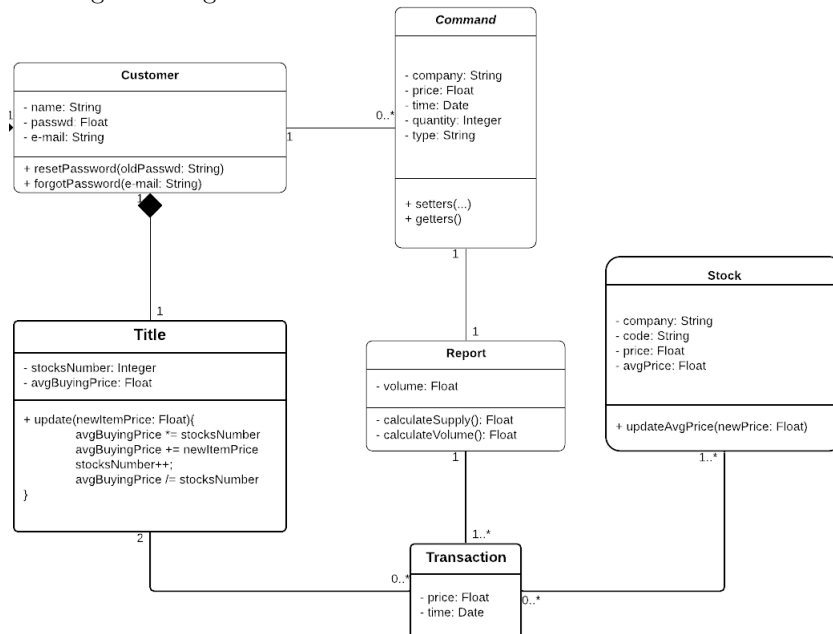 Command
- company: String
- price: Float
- time: Date
- quantity: Integer
- type: String
+ setters(...)
+ getters()
Customer
- name: String
- passwd: Float
- e-mail: String
+ resetPassword(oldPasswd: String)
+ forgotPassword(e-mail: String)
1
1
0..*
1
1
1
1
Stock
- company: String
- code: String
- price: Float
- avgPrice: Float
+ updateAvgPrice(newPrice: Float)
1..*
Title
- stocksNumber: Integer
- avgBuyingPrice: Float
+ update(newItemPrice: Float){
avgBuyingPrice *= stocksNumber
avgBuyingPrice += newItemPrice
stocksNumber++;
avgBuyingPrice /= stocksNumber
}
2
Report
- volume: Float
- calculateSupply(): Float
- calculateVolume(): Float
1
1..*
0..*
0..*
Transaction
- price: Float
- time: Date